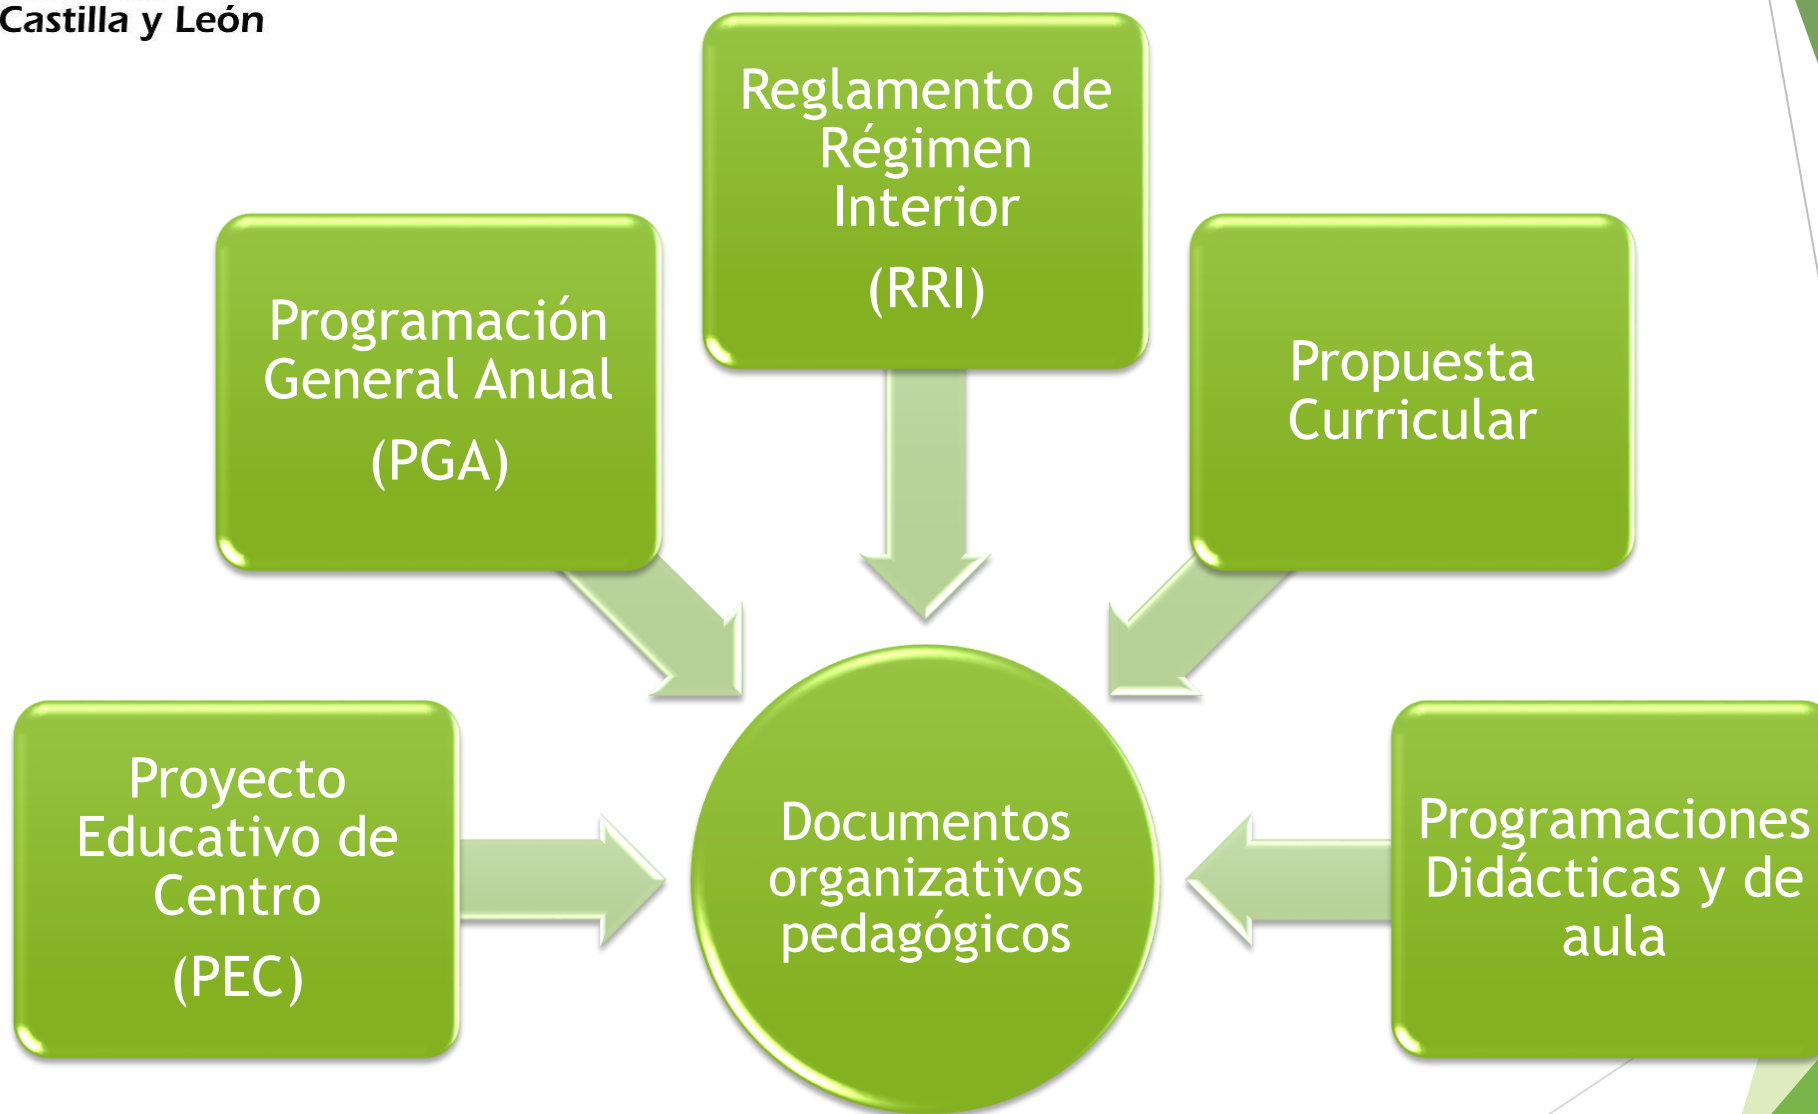 Castilla y León
Reglamento de
Régimen
Interior
(RRI)
Programación
General Anual
(PGA)
Propuesta
Curricular
Proyecto
Educativo de
Centro
(PEC)
Documentos
organizativos
pedagógicos
Programaciones
Didácticas y de
aula